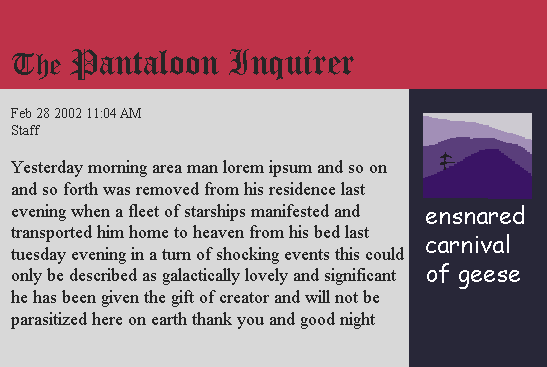 The Pantaloon Inquirer
Feb 28 2002 11:04 AM
Staff
Yesterday morning area man lorem ipsum and so on
and so forth was removed from his residence last
evening when a fleet of starships manifested and
transported him home to heaven from his bed last
tuesday evening in a turn of shocking events this could
only be described as galactically lovely and significant
he has been given the gift of creator and will not be
parasitized here on earth thank you and good night
ensnared
carnival
of geese